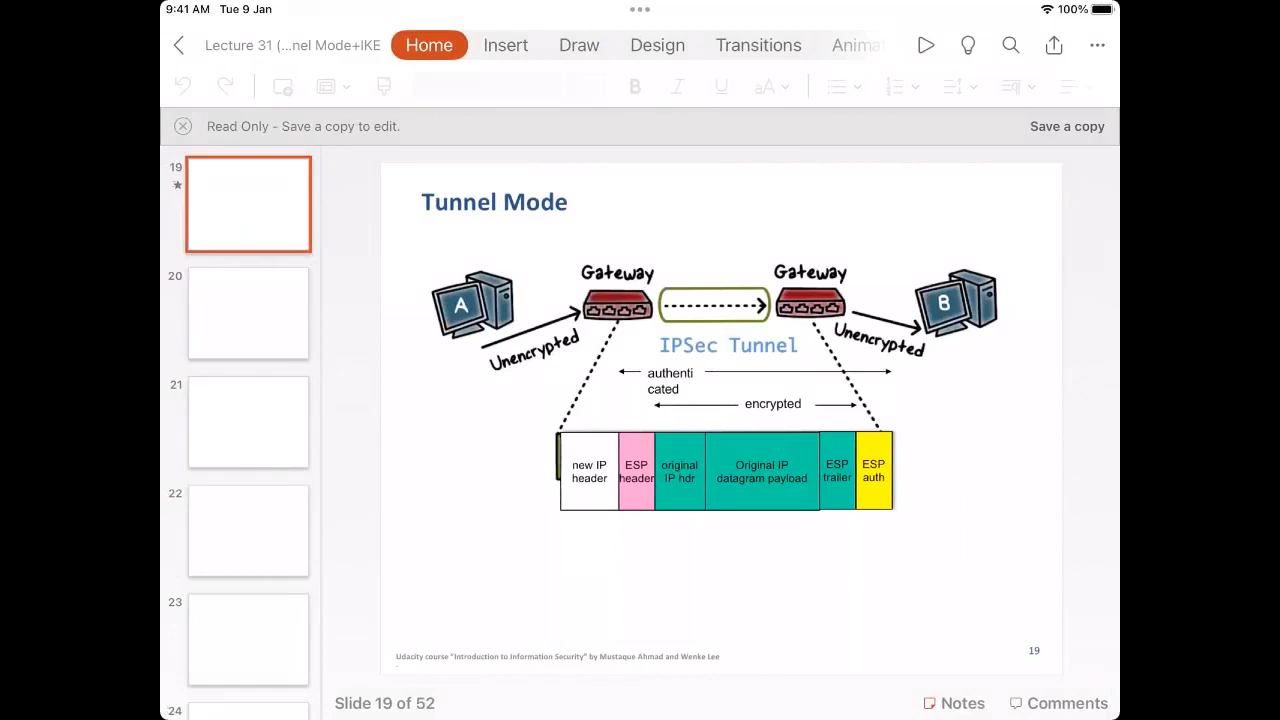 9:41 AM Tue 9 Jan
100%
Lecture 31 (...nel Mode+IKE
Home Insert Draw Design Transitions Animat
B I U aA
Read Only - Save a copy to edit.
Save a copy
19
20
21
22
23
24
Tunnel Mode
Gateway Gateway
A
B
Unencrypted
Unencrypted
IPSec Tunnel
authenti
cated
encrypted
new IP
header
ESP
header
original
IP hdr
Original IP
datagram payload
ESP
trailer
ESP
auth
Udacity course "Introduction to Information Security" by Mustaque Ahmad and Wenke Lee
.
19
Slide 19 of 52
Notes Comments